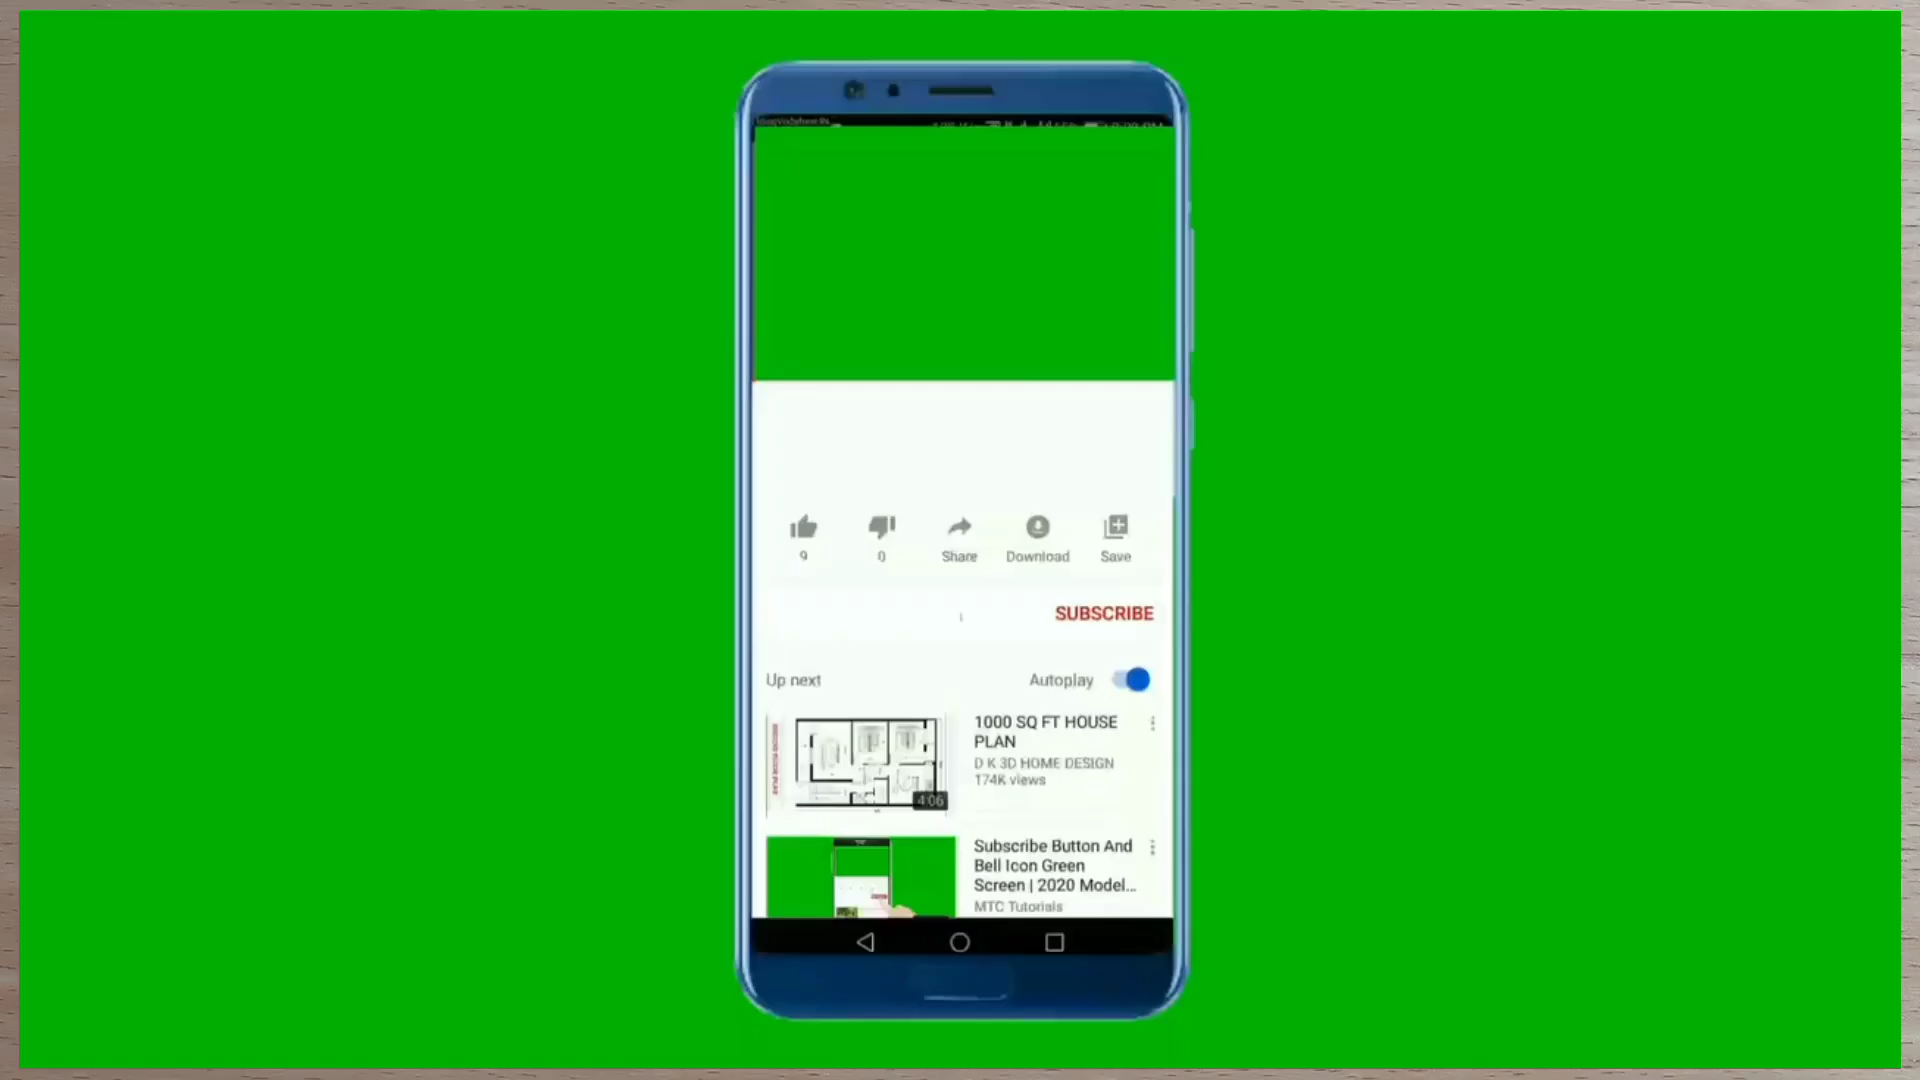 9
0
Share
Download
Save
SUBSCRIBE
Up next
Autoplay
1000 SQ FT HOUSE
PLAN
D K 3D HOME DESIGN
174K views
4:06
Subscribe Button And
Bell Icon Green
Screen | 2020 Model...
MTC Tutorials